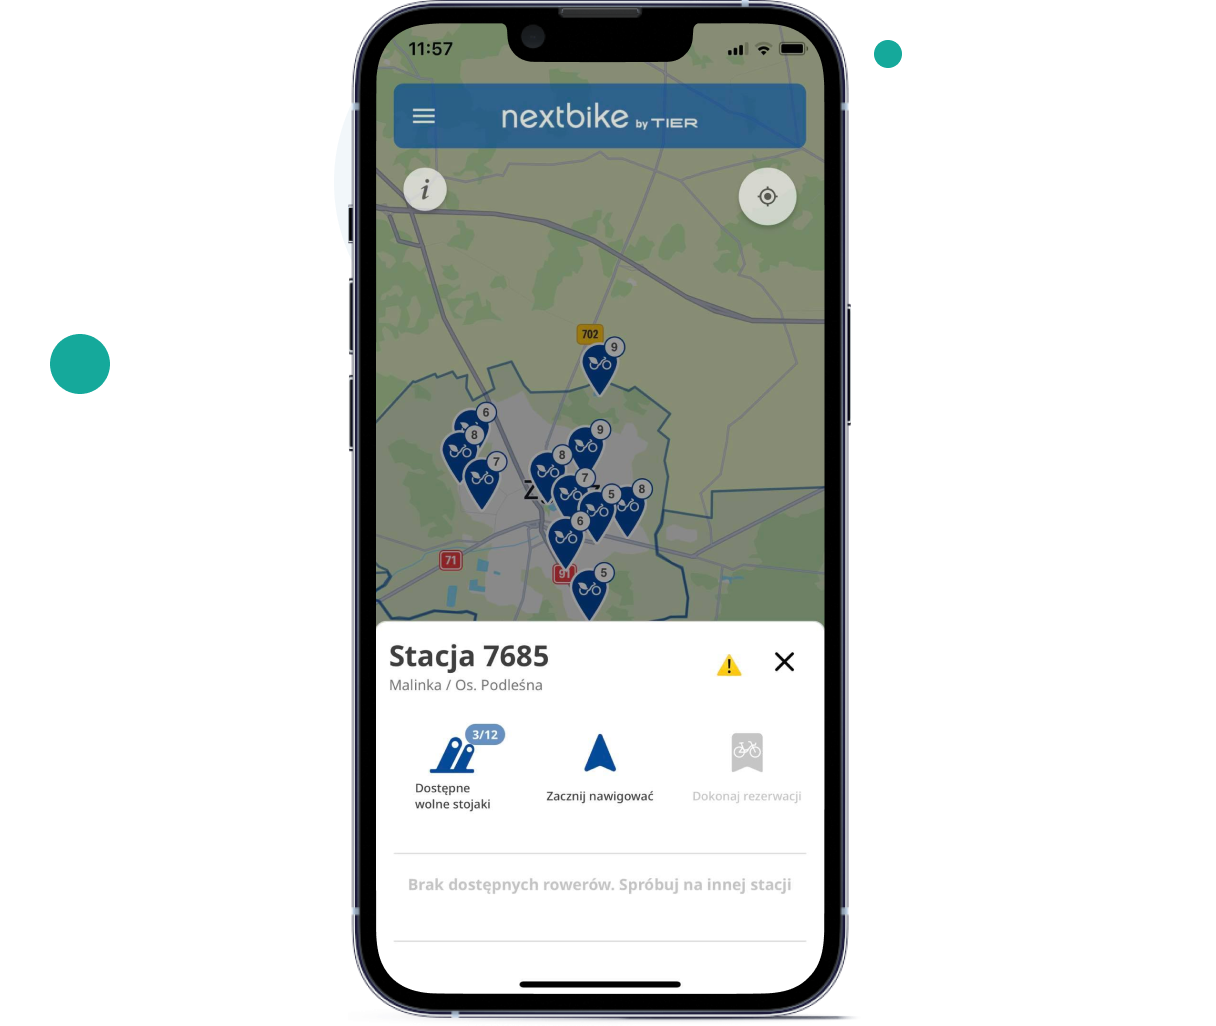 11:57
nextbike by TIER
i
702
9
6
8
7
9
8
7
5
8
6
71
91
5
Stacja 7685
Malinka / Os. Podleśna
3/12
Dostępne
wolne stojaki
Zacznij nawigować
Dokonaj rezerwacji
Brak dostępnych rowerów. Spróbuj na innej stacji